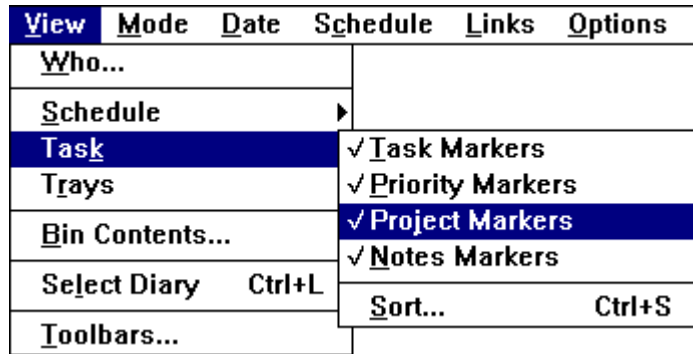 View Mode Date Schedule Links Options
Who...
Schedule
Task
Task Markers
Trays
Priority Markers
Project Markers
Bin Contents...
Notes Markers
Select Diary Ctrl+L
Sort... Ctrl+S
Toolbars...